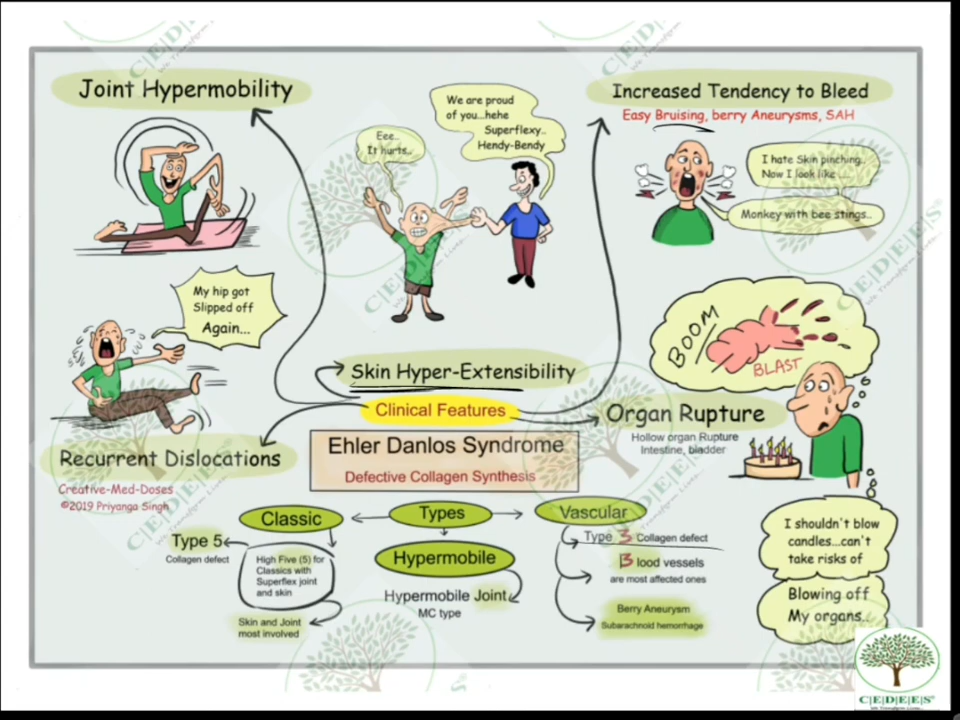 Joint Hypermobility
Increased Tendency to Bleed
Easy Bruising, berry Aneurysms, SAH
We are proud
of you...hehe
Superflexy..
Hendy-Bendy
Eee..
It hurts..
I hate Skin pinching..
Now I look like
Monkey with bee stings..
My hip got
Slipped off
Again...
BOOM
BLAST
Skin Hyper-Extensibility
Clinical Features
Organ Rupture
Hollow organ Rupture
Intestine, bladder
Ehler Danlos Syndrome
Defective Collagen Synthesis
Recurrent Dislocations
Creative-Med-Doses
©2019 Priyanga Singh
Classic
Types
Vascular
Type 5
Collagen defect
High Five (5) for
Classics with
Superflex joint
and skin
Skin and Joint
most involved
Hypermobile
Hypermobile Joint
MC type
Type 3 Collagen defect
Blood vessels
are most affected ones
Berry Aneurysm
Subarachnoid hemorrhage
I shouldn't blow
candles...can't
take risks of
Blowing off
My organs..
C|E|D|E|E|S®
We Transform Lives...